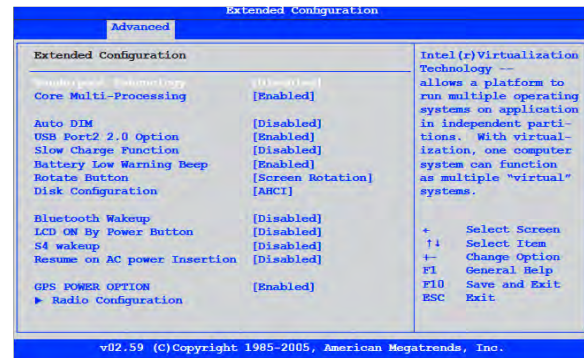 Extended Configuration
Advanced
Extended Configuration
Core Multi-Processing [Enabled]
Auto DIM [Disabled]
USB Port2 2.0 Option [Enabled]
Slow Charge Function [Disabled]
Battery Low Warning Beep [Enabled]
Rotate Button [Screen Rotation]
Disk Configuration [AHCI]
Bluetooth Wakeup [Disabled]
LCD ON By Power Button [Disabled]
S4 wakeup [Disabled]
Resume on AC power Insertion [Disabled]
GPS POWER OPTION [Enabled]
▶ Radio Configuration
Intel(r)Virtualization
Technology --
allows a platform to
run multiple operating
systems on application
in independent parti-
tions. With virtual-
ization, one computer
system can function
as multiple "virtual"
systems.
← Select Screen
↑↓ Select Item
+- Change Option
F1 General Help
F10 Save and Exit
ESC Exit
v02.59 (C)Copyright 1985-2005, American Megatrends, Inc.